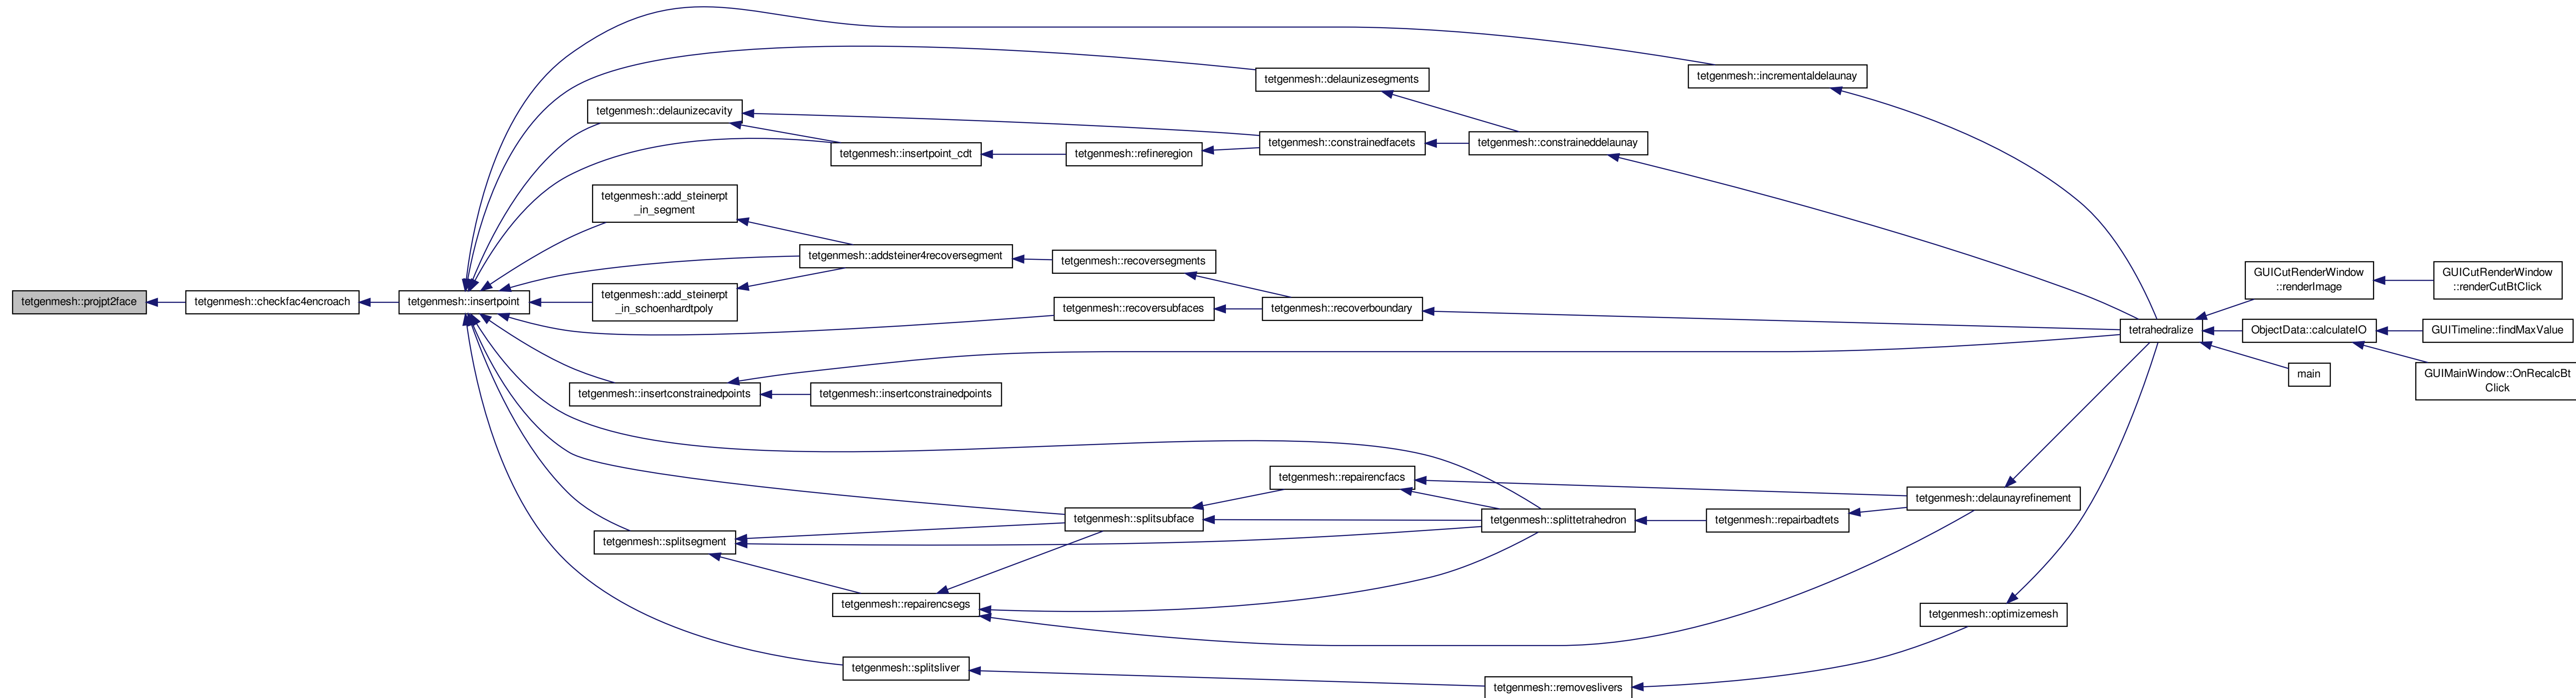 tetgenmesh::projpt2face
tetgenmesh::checkfac4encroach
tetgenmesh::insertpoint
tetgenmesh::delaunizecavity
tetgenmesh::insertpoint_cdt
tetgenmesh::refineregion
tetgenmesh::delaunizesegments
tetgenmesh::constrainedfacets
tetgenmesh::constraineddelaunay
tetgenmesh::incrementaldelaunay
tetgenmesh::add_steinerpt
_in_segment
tetgenmesh::addsteiner4recoversegment
tetgenmesh::add_steinerpt
_in_schoenhardtpoly
tetgenmesh::recoversegments
tetgenmesh::recoversubfaces
tetgenmesh::recoverboundary
tetgenmesh::insertconstrainedpoints
tetgenmesh::insertconstrainedpoints
tetgenmesh::splitsegment
tetgenmesh::splitsubface
tetgenmesh::repairencfacs
tetgenmesh::repairencsegs
tetgenmesh::splittetrahedron
tetgenmesh::repairbadtets
tetgenmesh::delaunayrefinement
tetgenmesh::splitsliver
tetgenmesh::removeslivers
tetgenmesh::optimizemesh
tetrahedralize
GUICutRenderWindow
::renderImage
GUICutRenderWindow
::renderCutBtClick
ObjectData::calculateIO
GUITimeline::findMaxValue
main
GUIMainWindow::OnRecalcBt
Click